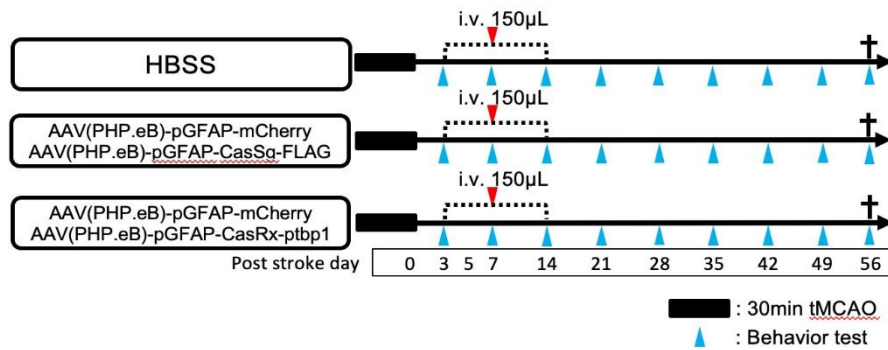 i.v. 150µL
HBSS
i.v. 150µL
AAV(PHP.eB)-pGFAP-mCherry
AAV(PHP.eB)-pGFAP-CasSg-FLAG
i.v. 150µL
AAV(PHP.eB)-pGFAP-mCherry
AAV(PHP.eB)-pGFAP-CasRx-ptbp1
Post stroke day 0 3 5 7 14 21 28 35 42 49 56
: 30min tMCAO
: Behavior test